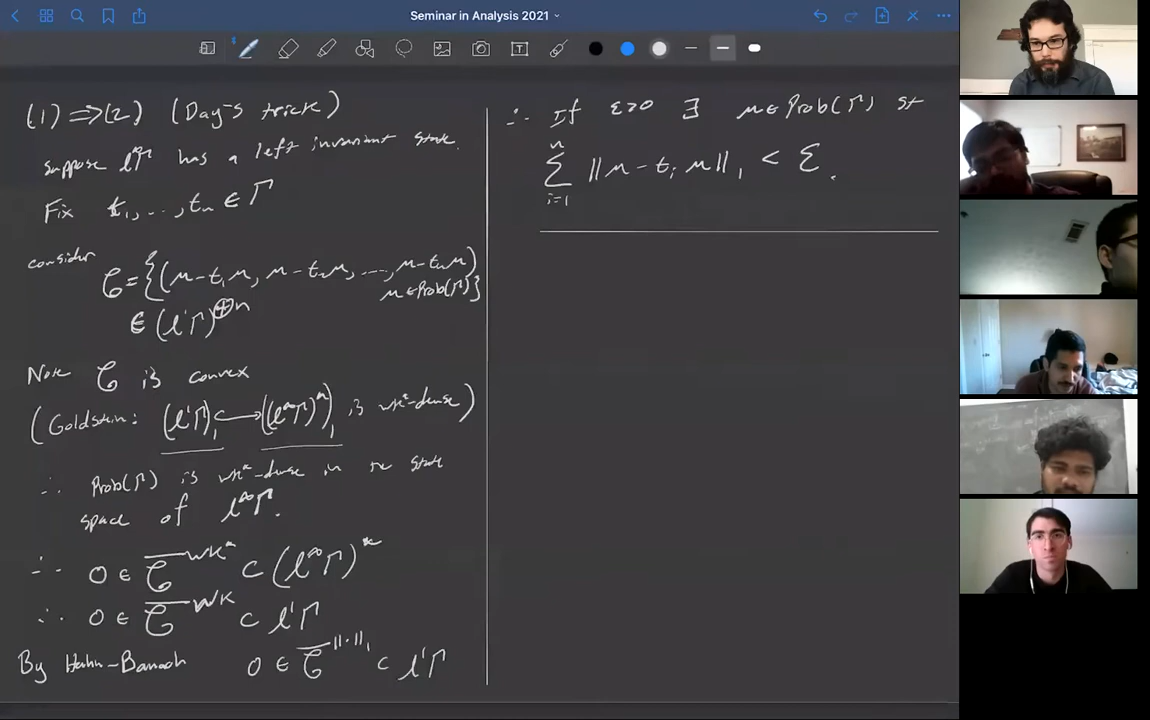 Seminar in Analysis 2021
(1) ⟹ (2) (Day's trick)
Suppose ℓ^∞Γ has a left invariant state.
Fix t₁, ..., tₙ ∈ Γ
consider
𝒞 = {(μ - t₁μ, μ - t₂μ, ..., μ - tₙμ)
μ ∈ Prob(Γ)}
∈ (ℓ¹Γ)^{⊕n}
Note 𝒞 is convex
(Goldstein: (ℓ¹Γ)₁ ↪ ((ℓ^∞Γ)*)₁ is wk*-dense)
∴ Prob(Γ) is wk*-dense in the state
space of ℓ^∞Γ.
∴ 0 ∈ \overline{𝒞}^{wk*} ⊂ (ℓ^∞Γ)*
∴ 0 ∈ \overline{𝒞}^{wk} ⊂ ℓ¹Γ
By Hahn-Banach 0 ∈ \overline{𝒞}^{||·||₁} ⊂ ℓ¹Γ
∴ If ε>0 ∃ μ ∈ Prob(Γ) st
∑_{i=1}^{n} ||μ - tᵢμ||₁ < ε.